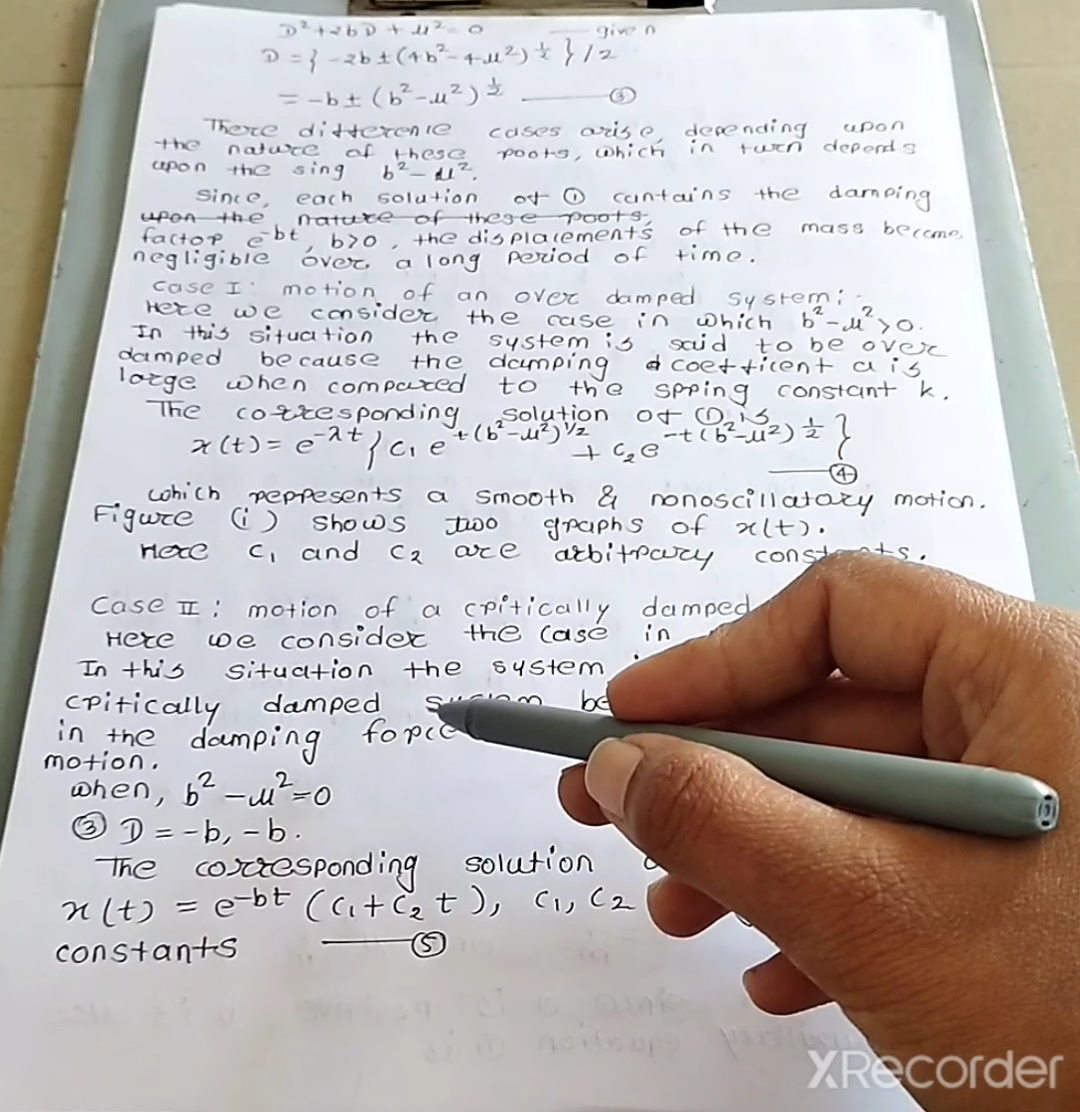 D² + 2bD + μ² = 0 —— given
D = { -2b ± (4b² - 4μ²)^½ } / 2
= -b ± (b² - μ²)^½ —— ③
There difference cases arise, depending upon
the nature of these roots, which in turn depends
upon the sing b² - μ².
Since, each solution of ① cantains the damping
upon the nature of these roots,
factor e^-bt, b>0, the displacements of the mass become
negligible over a long period of time.
Case I: motion of an over damped system:-
Here we consider the case in which b² - μ² > 0.
In this situation the system is said to be over
damped because the damping coefficent a is
large when compared to the spping constant k.
The corresponding solution of ① is
x(t) = e^-λt { c₁ e^t(b²-μ²)^1/2 + c₂ e^-t(b²-μ²)^½ }
—— ④
which reppesents a smooth & nonoscillatory motion.
Figure (i) shows two graphs of x(t).
Here c₁ and c₂ are arbitrary constants.
Case II: motion of a critically damped
Here we consider the case in
In this situation the system
critically damped
in the damping force
motion.
when, b² - μ² = 0
③ D = -b, -b.
The corresponding solution
x(t) = e^-bt (c₁ + c₂ t), c₁, c₂
constants —— ⑤
XRecorder